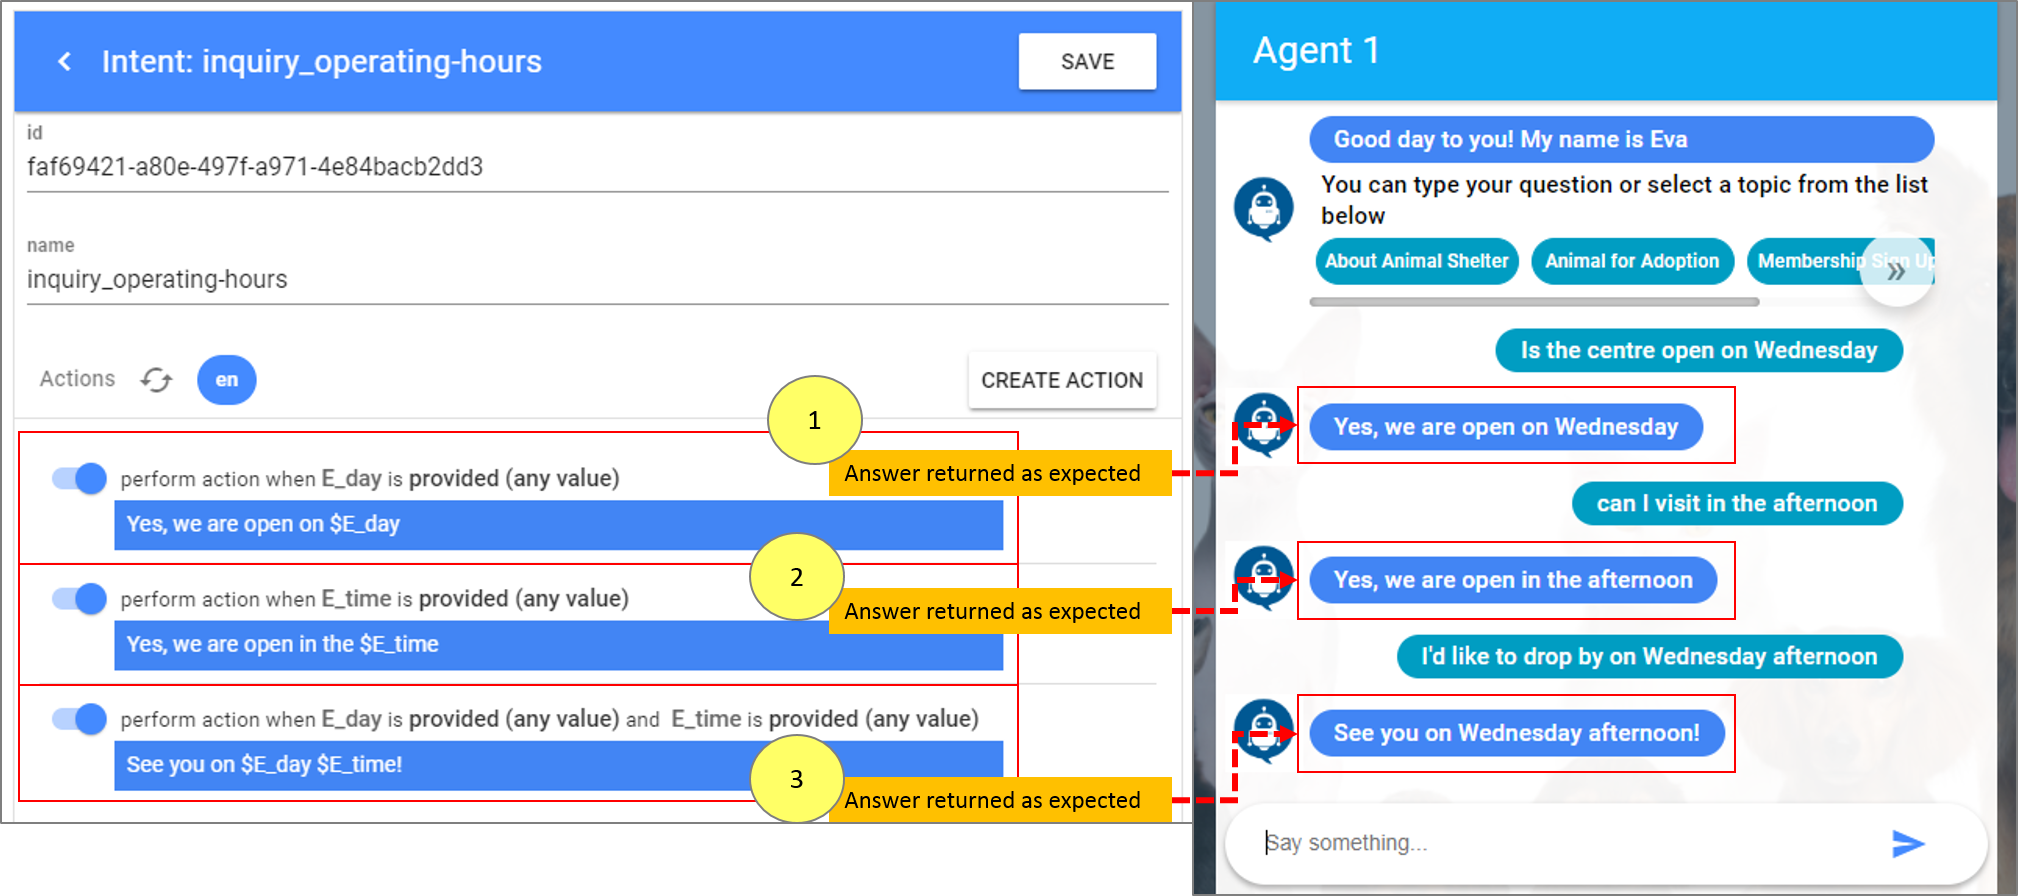 Intent: inquiry_operating-hours
SAVE
id
faf69421-a80e-497f-a971-4e84bacb2dd3
name
inquiry_operating-hours
Actions
en
CREATE ACTION
1
perform action when E_day is provided (any value)
Answer returned as expected
Yes, we are open on $E_day
2
perform action when E_time is provided (any value)
Answer returned as expected
Yes, we are open in the $E_time
perform action when E_day is provided (any value) and E_time is provided (any value)
See you on $E_day $E_time!
3
Answer returned as expected
Agent 1
Good day to you! My name is Eva
You can type your question or select a topic from the list
below
About Animal Shelter
Animal for Adoption
Membership Sign Up
»
Is the centre open on Wednesday
Yes, we are open on Wednesday
can I visit in the afternoon
Yes, we are open in the afternoon
I'd like to drop by on Wednesday afternoon
See you on Wednesday afternoon!
Say something...